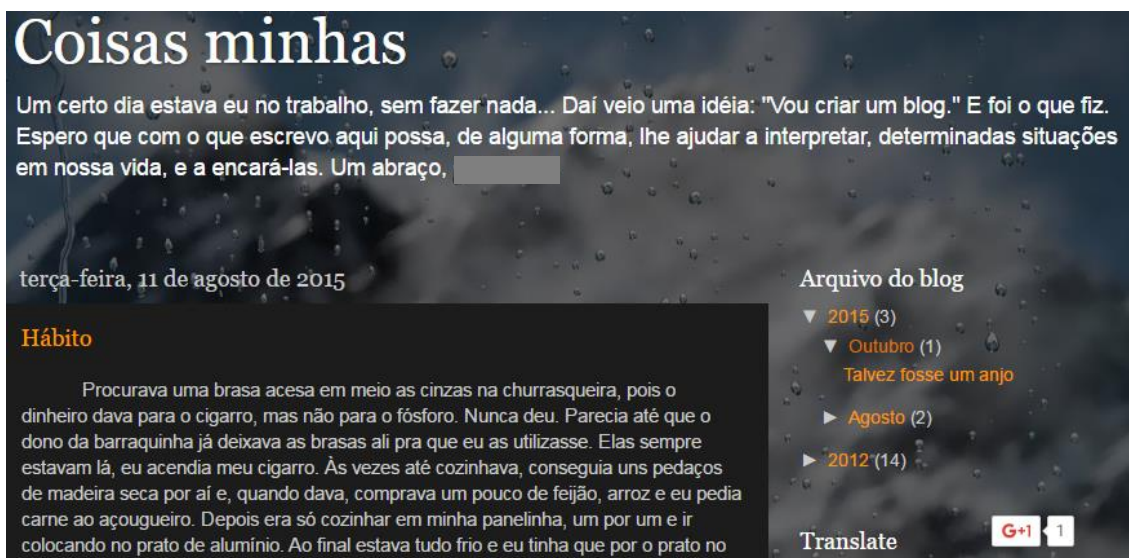 Coisas minhas
Um certo dia estava eu no trabalho, sem fazer nada... Daí veio uma idéia: "Vou criar um blog." E foi o que fiz.
Espero que com o que escrevo aqui possa, de alguma forma, lhe ajudar a interpretar, determinadas situações
em nossa vida, e a encará-las. Um abraço,
terça-feira, 11 de agosto de 2015
Hábito
Procurava uma brasa acesa em meio as cinzas na churrasqueira, pois o
dinheiro dava para o cigarro, mas não para o fósforo. Nunca deu. Parecia até que o
dono da barraquinha já deixava as brasas ali pra que eu as utilizasse. Elas sempre
estavam lá, eu acendia meu cigarro. Às vezes até cozinhava, conseguia uns pedaços
de madeira seca por aí e, quando dava, comprava um pouco de feijão, arroz e eu pedia
carne ao açougueiro. Depois era só cozinhar em minha panelinha, um por um e ir
colocando no prato de alumínio. Ao final estava tudo frio e eu tinha que por o prato no
Arquivo do blog
▼ 2015 (3)
▼ Outubro (1)
Talvez fosse um anjo
► Agosto (2)
► 2012 (14)
Translate
G+1 1